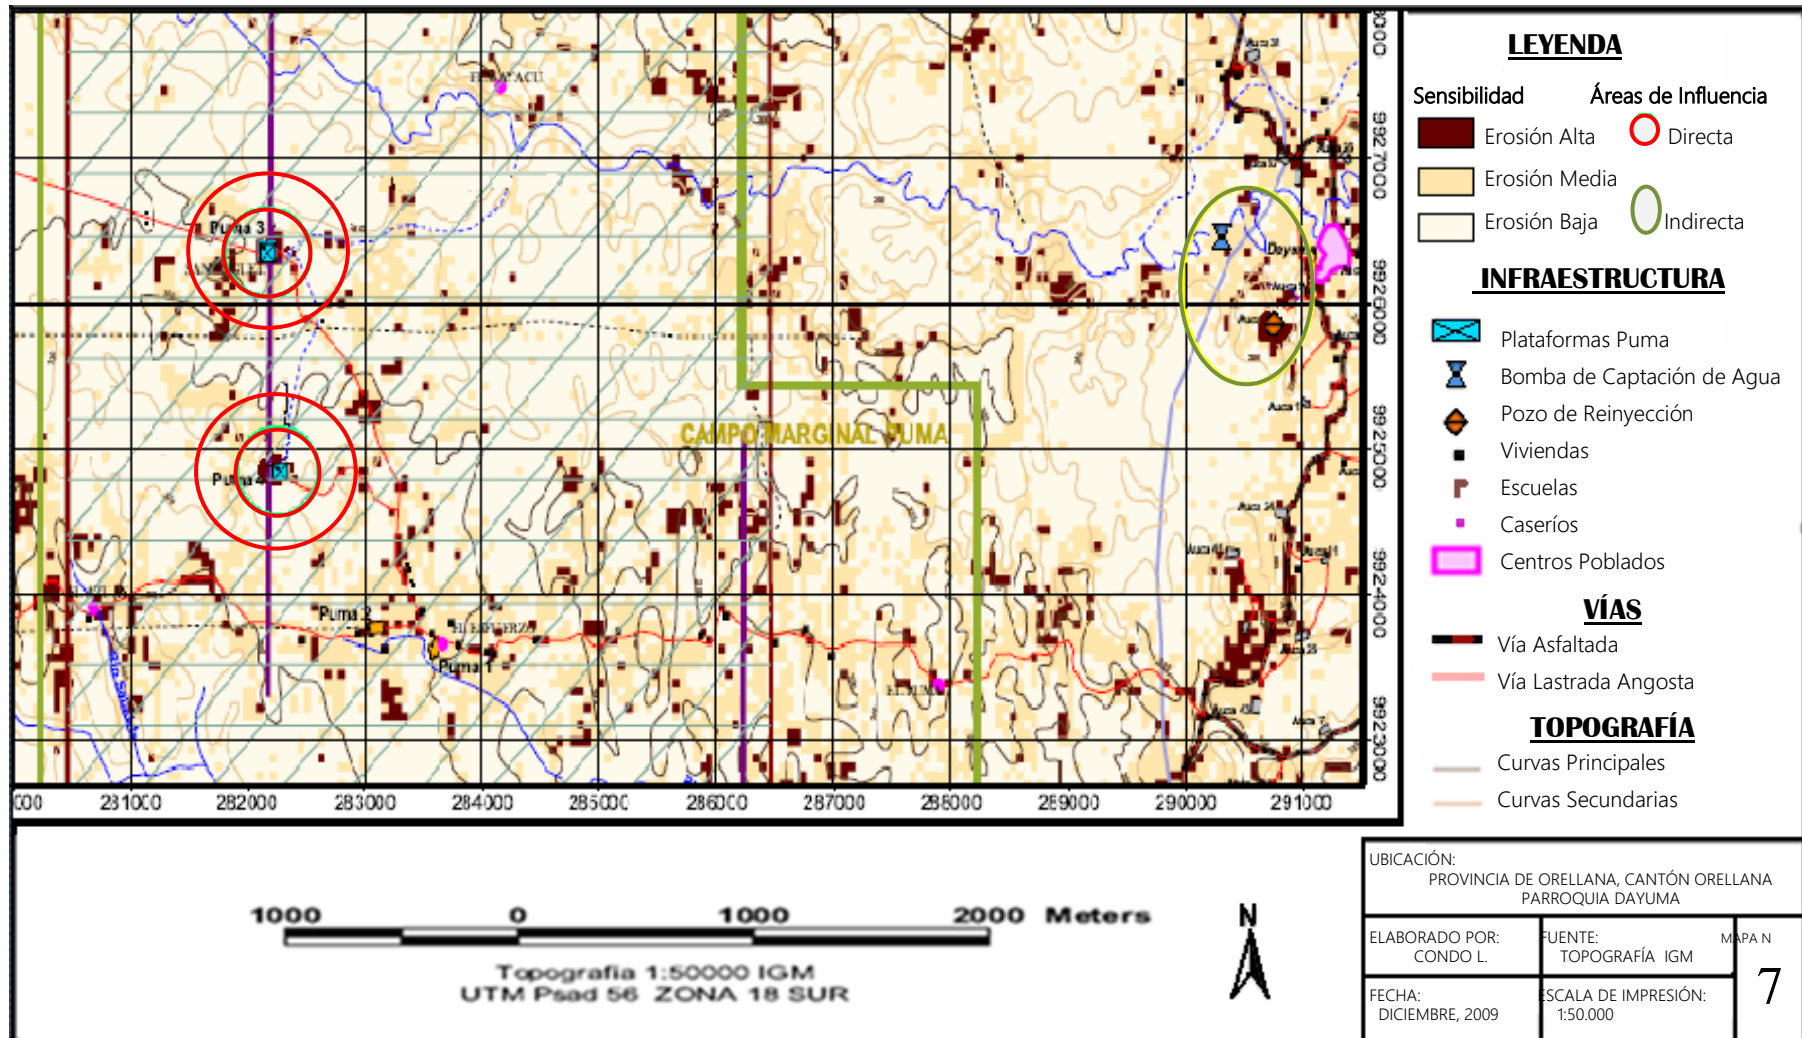 Puma 3
Puma 4
Puma 2
Puma 1
CAMPO MARGINAL PUMA
EL ESFUERZO
Auca 7
281000
282000
283000
284000
285000
286000
287000
288000
289000
290000
291000
9927000
9926000
9925000
9924000
9923000
LEYENDA
Sensibilidad
Áreas de Influencia
Erosión Alta
Directa
Erosión Media
Erosión Baja
Indirecta
INFRAESTRUCTURA
Plataformas Puma
Bomba de Captación de Agua
Pozo de Reinyección
Viviendas
Escuelas
Caseríos
Centros Poblados
VÍAS
Vía Asfaltada
Vía Lastrada Angosta
TOPOGRAFÍA
Curvas Principales
Curvas Secundarias
1000 0 1000 2000 Meters
Topografia 1:50000 IGM
UTM Psad 56 ZONA 18 SUR
N
UBICACIÓN:
PROVINCIA DE ORELLANA, CANTÓN ORELLANA
PARROQUIA DAYUMA
ELABORADO POR:
CONDO L.
FUENTE:
TOPOGRAFÍA IGM
MAPA N
7
FECHA:
DICIEMBRE, 2009
ESCALA DE IMPRESIÓN:
1:50.000